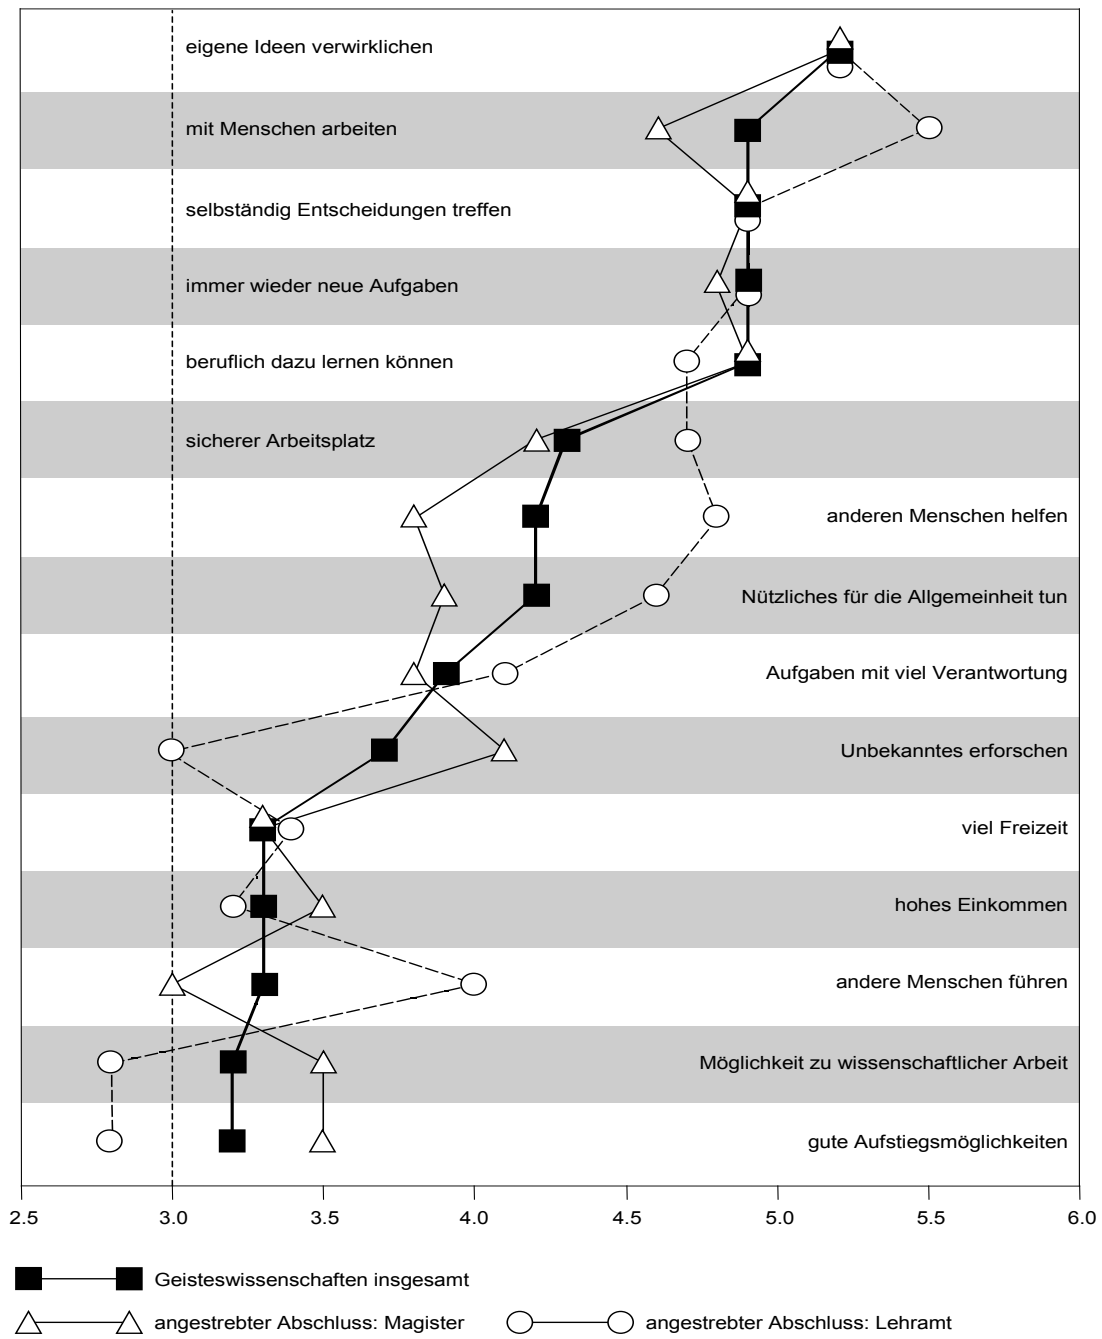 eigene Ideen verwirklichen
mit Menschen arbeiten
selbständig Entscheidungen treffen
immer wieder neue Aufgaben
beruflich dazu lernen können
sicherer Arbeitsplatz
anderen Menschen helfen
Nützliches für die Allgemeinheit tun
Aufgaben mit viel Verantwortung
Unbekanntes erforschen
viel Freizeit
hohes Einkommen
andere Menschen führen
Möglichkeit zu wissenschaftlicher Arbeit
gute Aufstiegsmöglichkeiten
2.5 3.0 3.5 4.0 4.5 5.0 5.5 6.0
Geisteswissenschaften insgesamt
angestrebter Abschluss: Magister angestrebter Abschluss: Lehramt